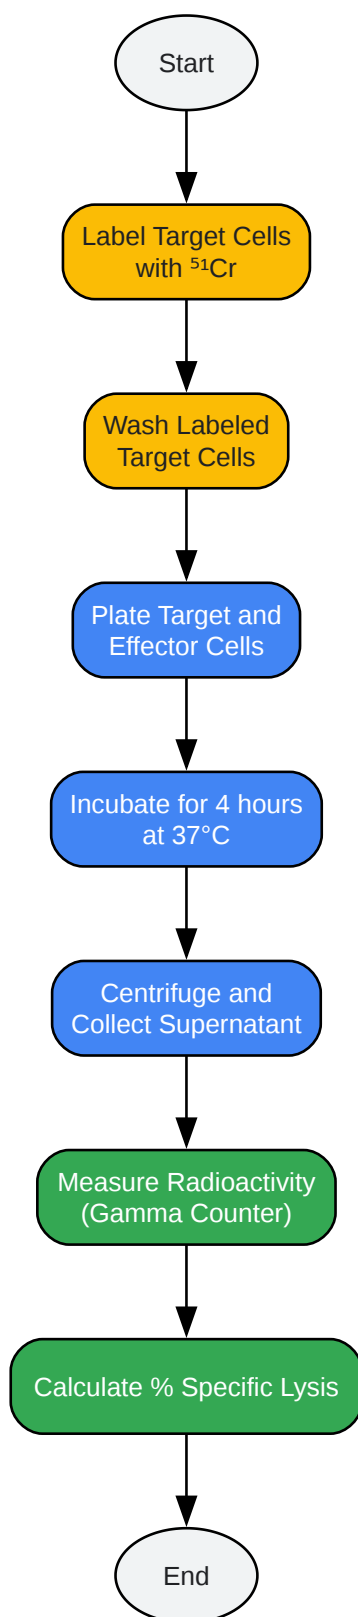 Start
Label Target Cells
with ⁵¹Cr
Wash Labeled
Target Cells
Plate Target and
Effector Cells
Incubate for 4 hours
at 37°C
Centrifuge and
Collect Supernatant
Measure Radioactivity
(Gamma Counter)
Calculate % Specific Lysis
End